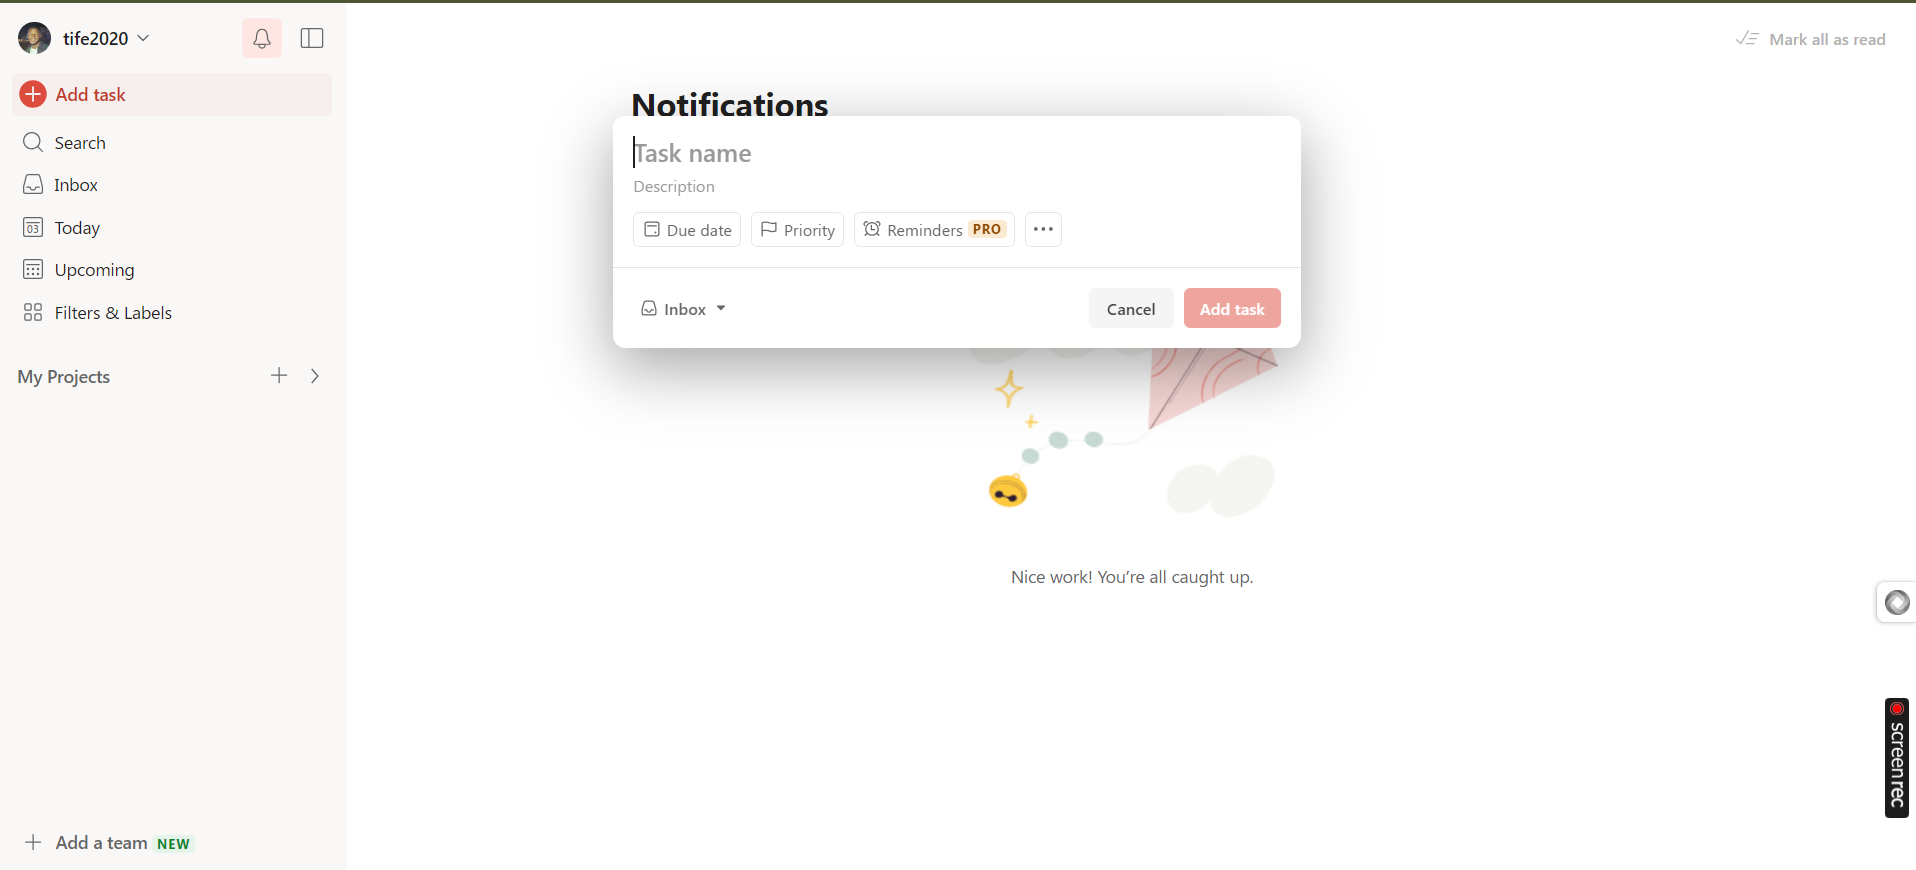 tife2020
Add task
Search
Inbox
03
Today
Upcoming
Filters & Labels
My Projects
Add a team NEW
Mark all as read
Notifications
Task name
Description
Due date
Priority
Reminders PRO
Inbox
Cancel
Add task
Nice work! You’re all caught up.
screenrec